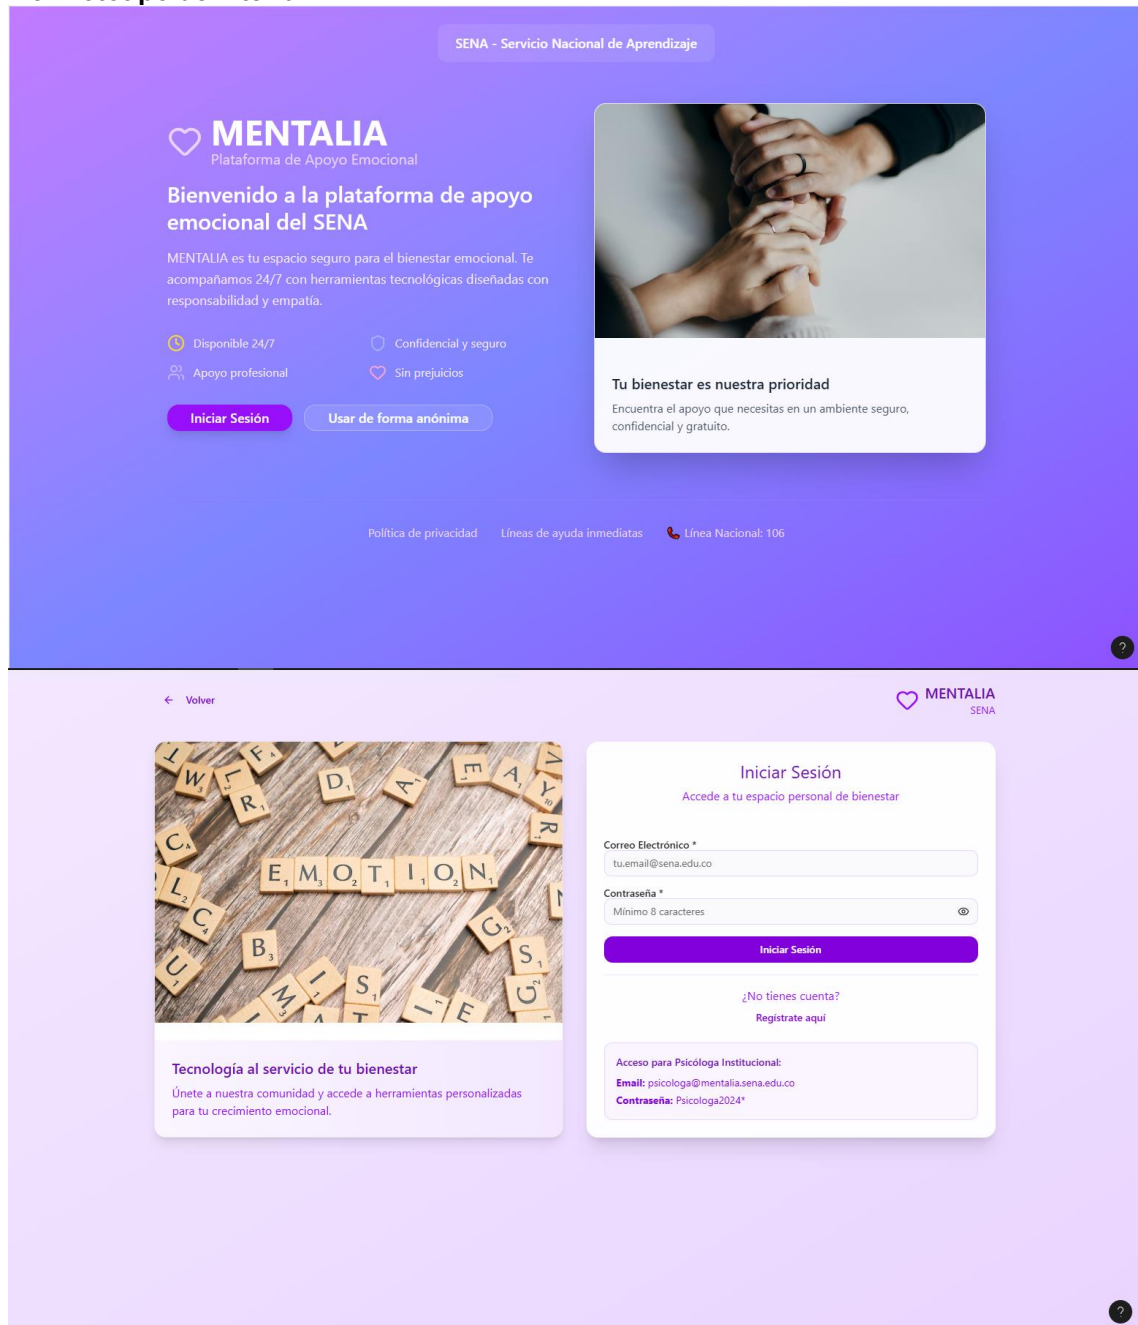 SENA - Servicio Nacional de Aprendizaje
MENTALIA
Plataforma de Apoyo Emocional
Bienvenido a la plataforma de apoyo
emocional del SENA
MENTALIA es tu espacio seguro para el bienestar emocional. Te
acompañamos 24/7 con herramientas tecnológicas diseñadas con
responsabilidad y empatía.
Disponible 24/7
Confidencial y seguro
Apoyo profesional
Sin prejuicios
Iniciar Sesión
Usar de forma anónima
Tu bienestar es nuestra prioridad
Encuentra el apoyo que necesitas en un ambiente seguro,
confidencial y gratuito.
Política de privacidad
Líneas de ayuda inmediatas
Línea Nacional: 106
?
← Volver
MENTALIA
SENA
EMOTION
Tecnología al servicio de tu bienestar
Únete a nuestra comunidad y accede a herramientas personalizadas
para tu crecimiento emocional.
Iniciar Sesión
Accede a tu espacio personal de bienestar
Correo Electrónico *
tu.email@sena.edu.co
Contraseña *
Mínimo 8 caracteres
Iniciar Sesión
¿No tienes cuenta?
Regístrate aquí
Acceso para Psicóloga Institucional:
Email: psicologa@mentalia.sena.edu.co
Contraseña: Psicologa2024*
?